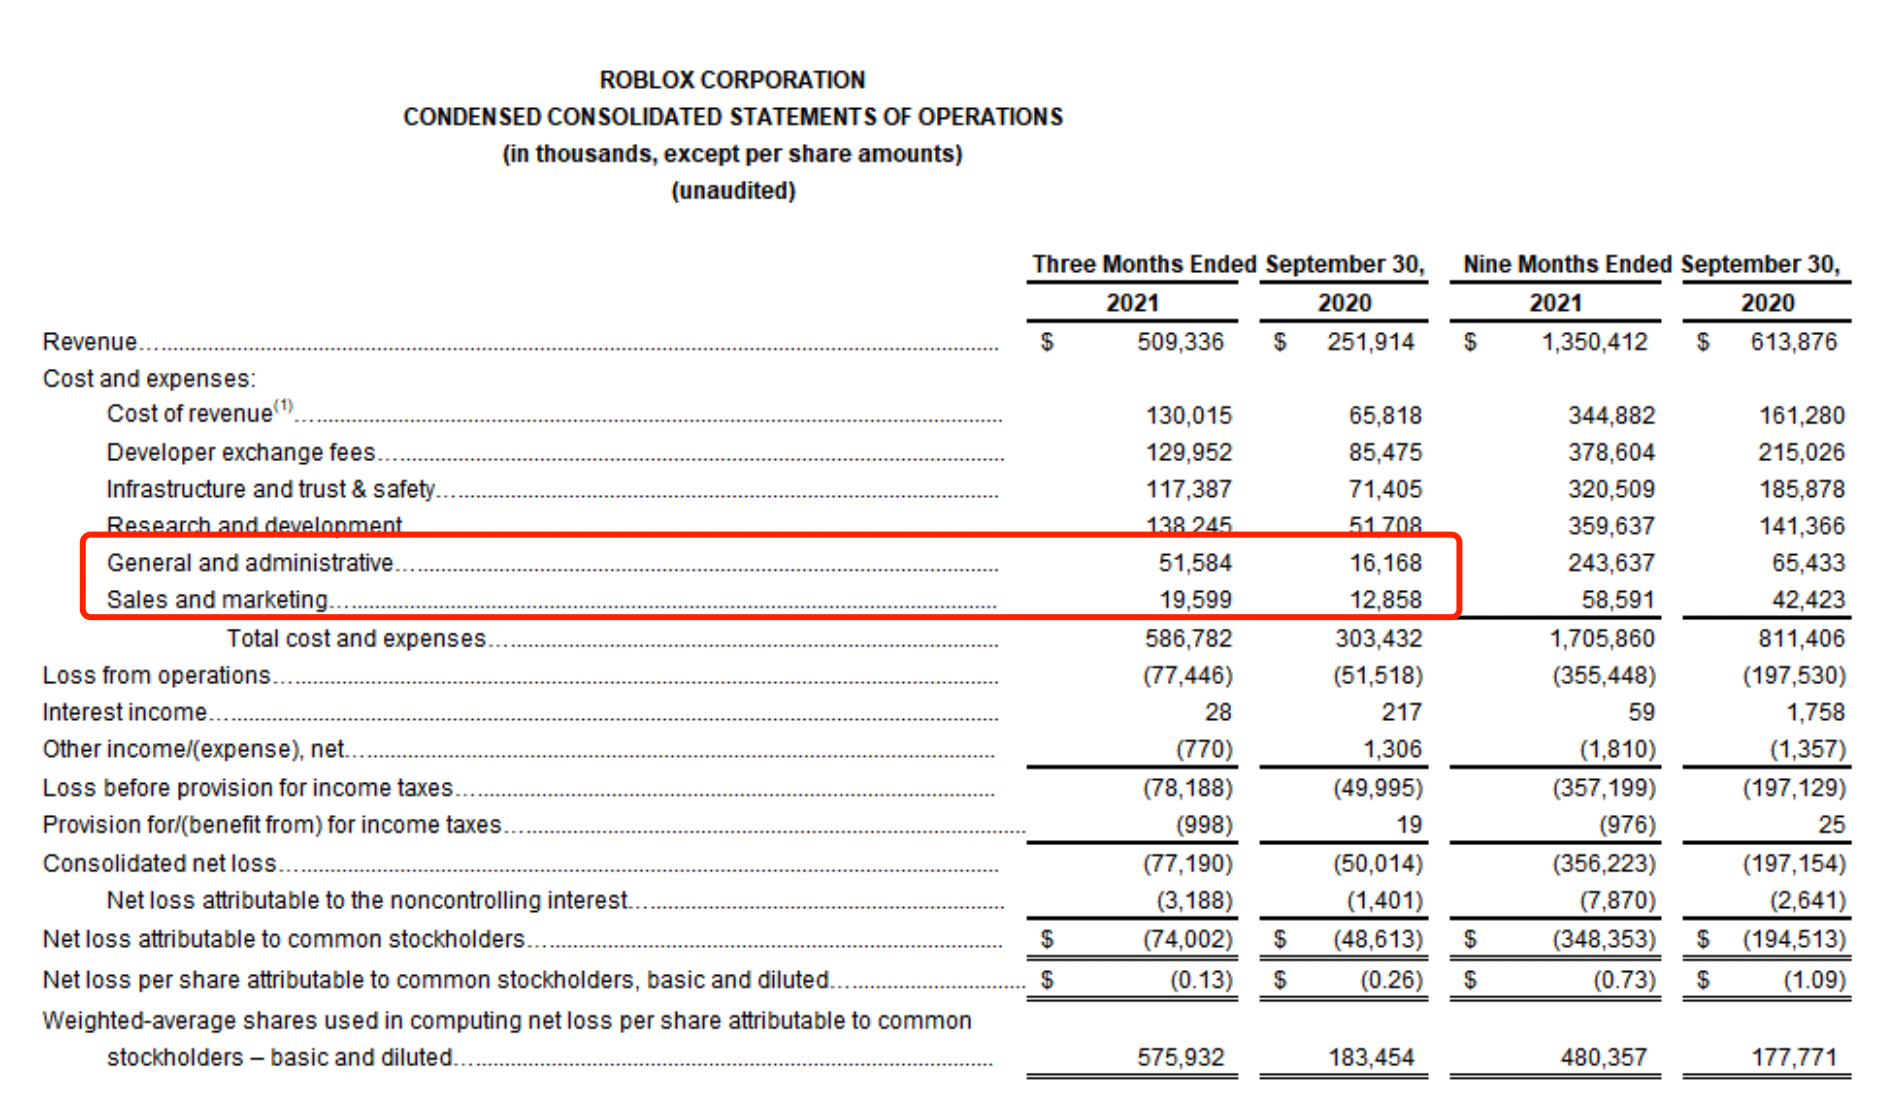 ROBLOX CORPORATION
CONDENSED CONSOLIDATED STATEMENTS OF OPERATIONS
(in thousands, except per share amounts)
(unaudited)
Three Months Ended September 30, Nine Months Ended September 30,
2021 2020 2021 2020
Revenue $ 509,336 $ 251,914 $ 1,350,412 $ 613,876
Cost and expenses:
Cost of revenue(1) 130,015 65,818 344,882 161,280
Developer exchange fees 129,952 85,475 378,604 215,026
Infrastructure and trust & safety 117,387 71,405 320,509 185,878
Research and development 138,245 51,708 359,637 141,366
General and administrative 51,584 16,168 243,637 65,433
Sales and marketing 19,599 12,858 58,591 42,423
Total cost and expenses 586,782 303,432 1,705,860 811,406
Loss from operations (77,446) (51,518) (355,448) (197,530)
Interest income 28 217 59 1,758
Other income/(expense), net (770) 1,306 (1,810) (1,357)
Loss before provision for income taxes (78,188) (49,995) (357,199) (197,129)
Provision for/(benefit from) for income taxes (998) 19 (976) 25
Consolidated net loss (77,190) (50,014) (356,223) (197,154)
Net loss attributable to the noncontrolling interest (3,188) (1,401) (7,870) (2,641)
Net loss attributable to common stockholders $ (74,002) $ (48,613) $ (348,353) $ (194,513)
Net loss per share attributable to common stockholders, basic and diluted $ (0.13) $ (0.26) $ (0.73) $ (1.09)
Weighted-average shares used in computing net loss per share attributable to common
stockholders – basic and diluted 575,932 183,454 480,357 177,771